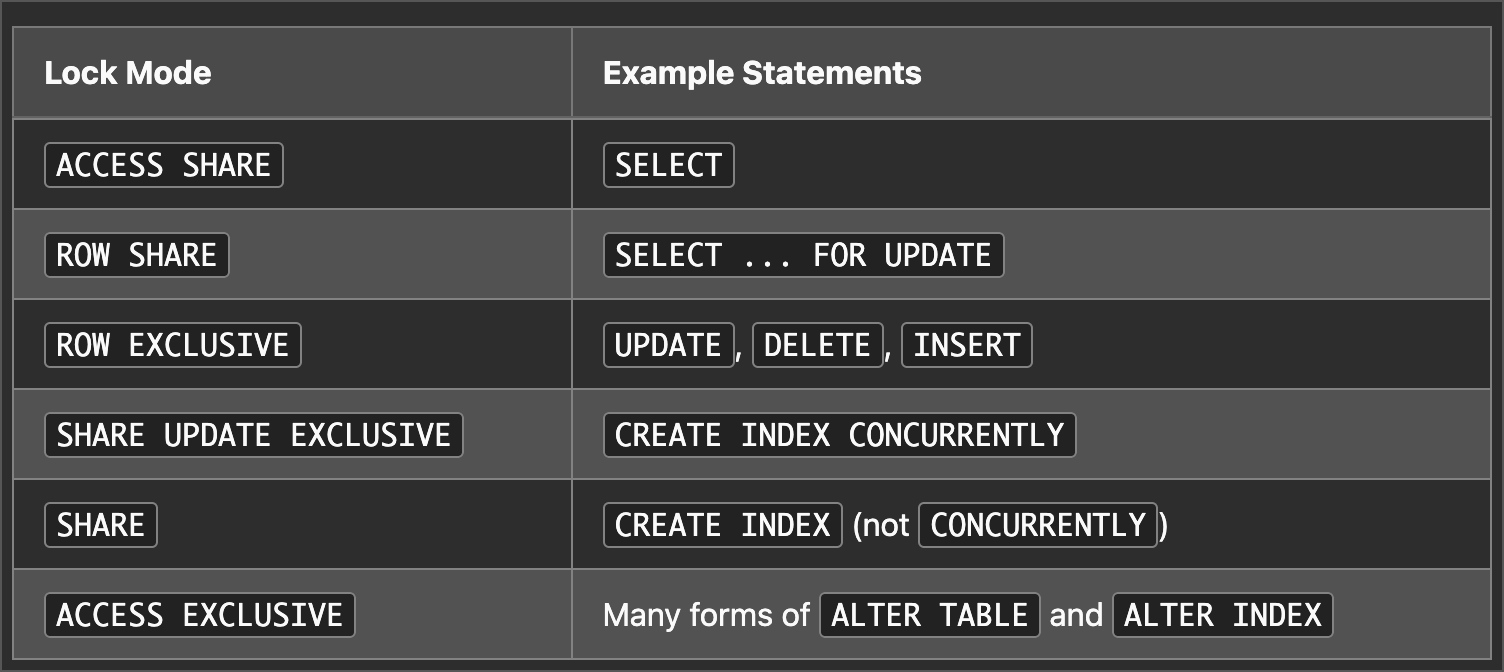 Lock Mode Example Statements
ACCESS SHARE SELECT
ROW SHARE SELECT ... FOR UPDATE
ROW EXCLUSIVE UPDATE, DELETE, INSERT
SHARE UPDATE EXCLUSIVE CREATE INDEX CONCURRENTLY
SHARE CREATE INDEX (not CONCURRENTLY)
ACCESS EXCLUSIVE Many forms of ALTER TABLE and ALTER INDEX